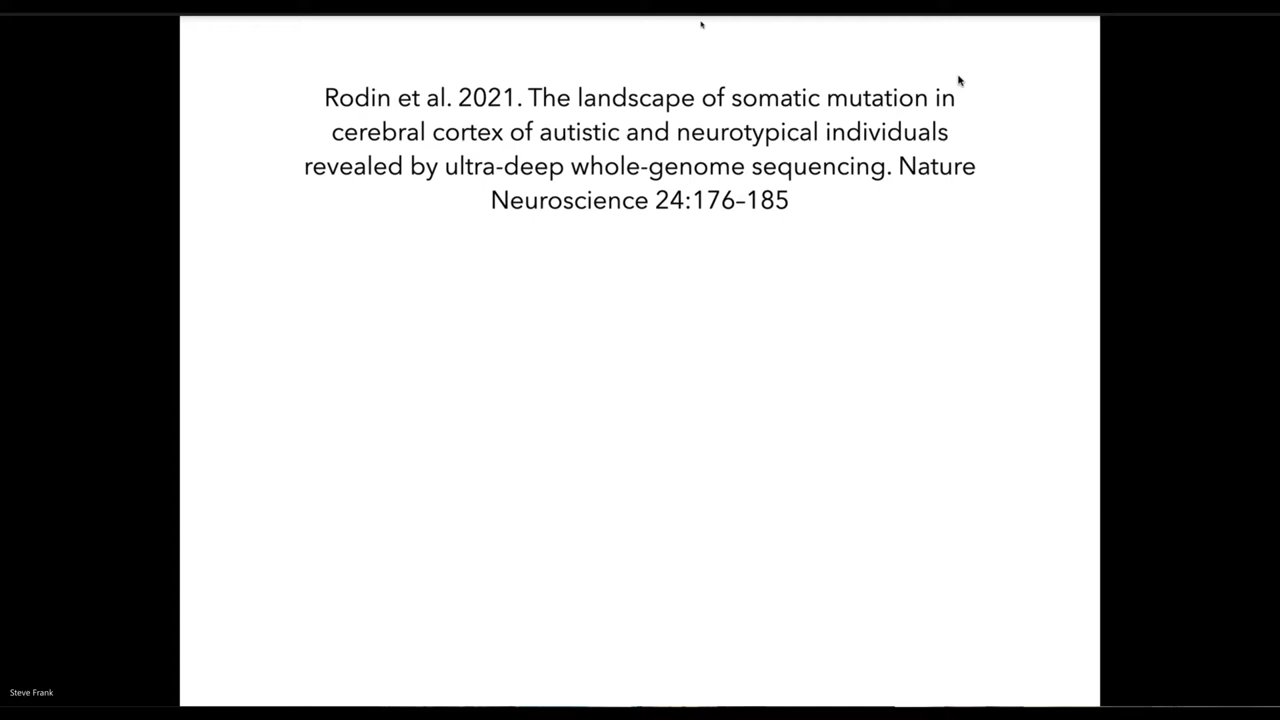 Rodin et al. 2021. The landscape of somatic mutation in
cerebral cortex of autistic and neurotypical individuals
revealed by ultra-deep whole-genome sequencing. Nature
Neuroscience 24:176–185
Steve Frank